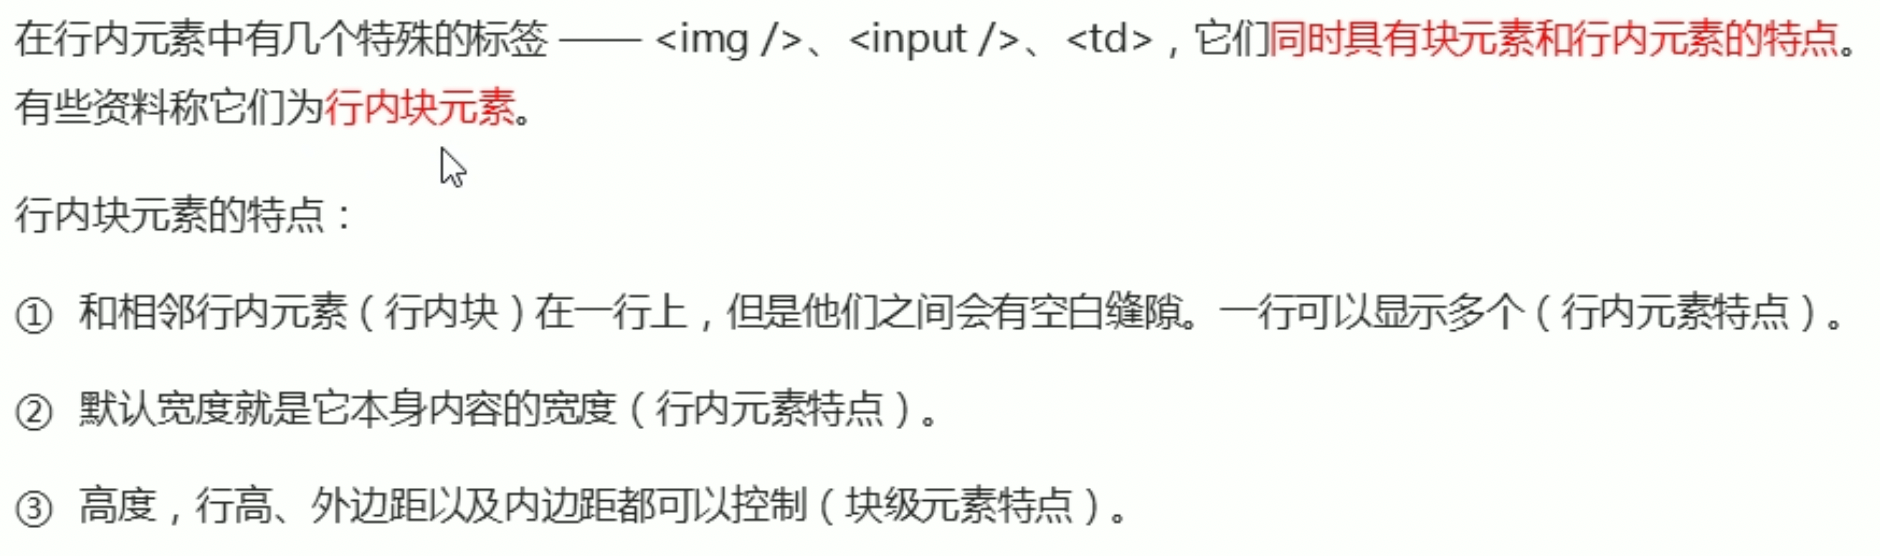 在行内元素中有几个特殊的标签 —— <img />、<input />、<td>，它们同时具有块元素和行内元素的特点。
有些资料称它们为行内块元素。
行内块元素的特点：
① 和相邻行内元素（行内块）在一行上，但是他们之间会有空白缝隙。一行可以显示多个（行内元素特点）。
② 默认宽度就是它本身内容的宽度（行内元素特点）。
③ 高度，行高、外边距以及内边距都可以控制（块级元素特点）。